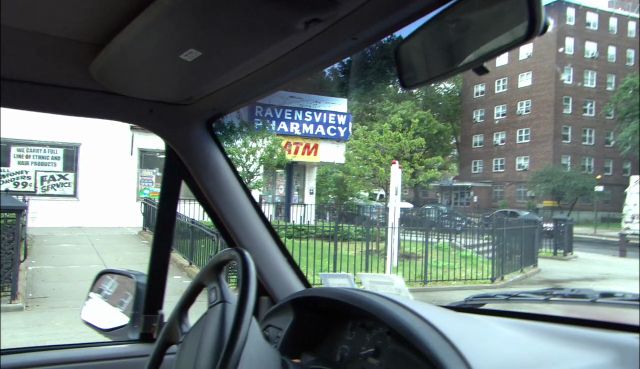 WE CARRY A FULL
LINE OF ETHNIC AND
HAIR PRODUCTS
99¢
FAX
SERVICE
RAVENSVIEW
PHARMACY
ATM